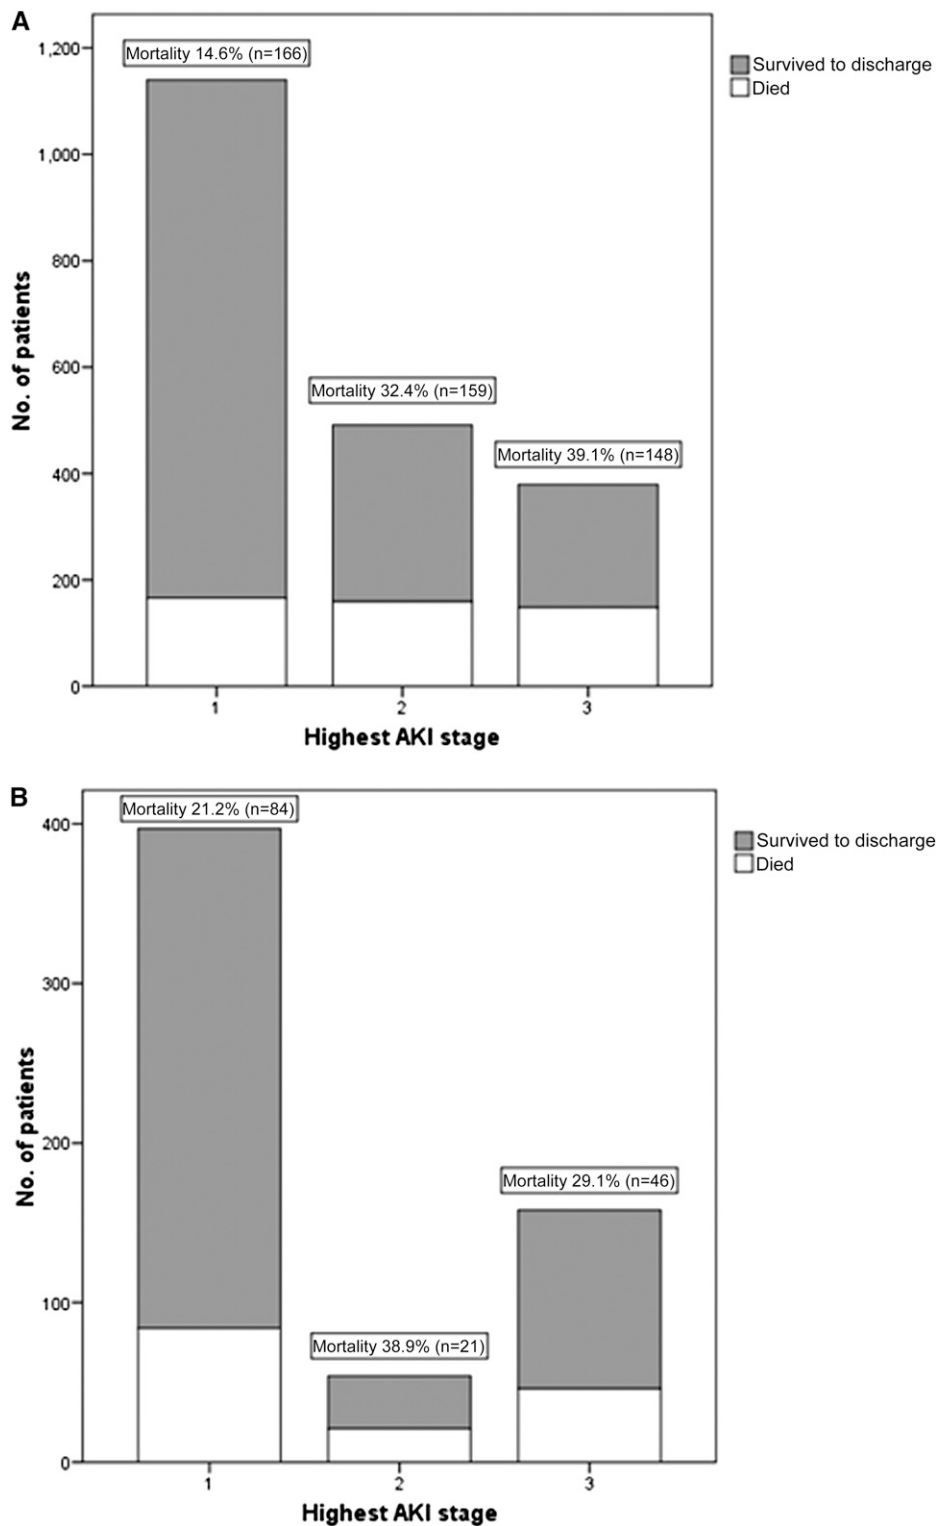 A
Mortality 14.6% (n=166)
Survived to discharge
Died
1,200
1,000
800
600
400
200
0
No. of patients
Mortality 32.4% (n=159)
Mortality 39.1% (n=148)
1 2 3
Highest AKI stage
B
Mortality 21.2% (n=84)
Survived to discharge
Died
400
300
200
100
0
No. of patients
Mortality 38.9% (n=21)
Mortality 29.1% (n=46)
1 2 3
Highest AKI stage